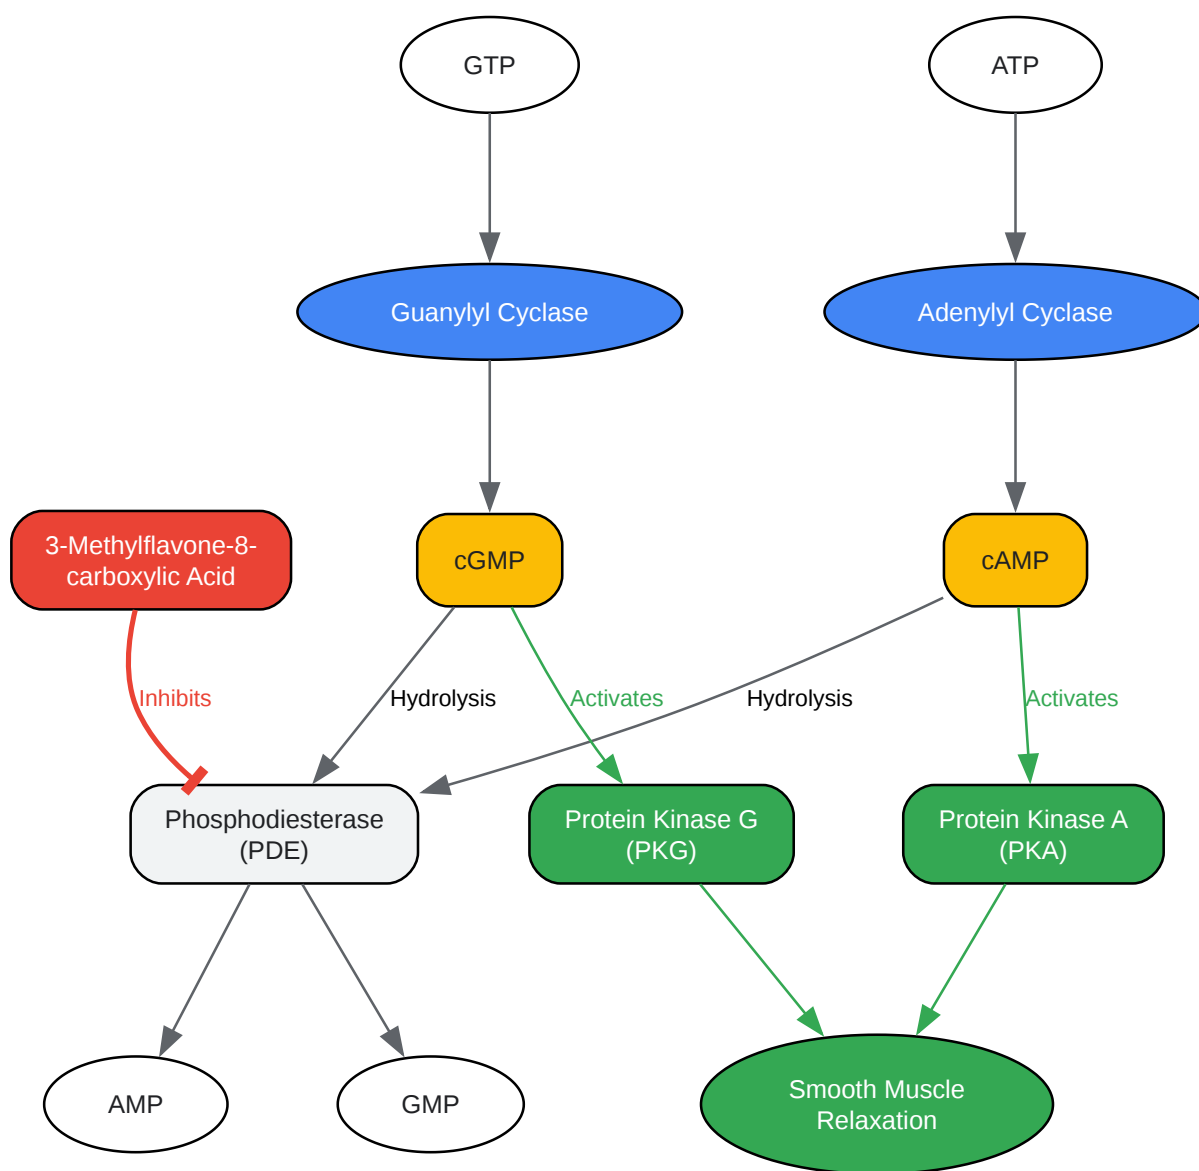 GTP
ATP
Guanylyl Cyclase
Adenylyl Cyclase
3-Methylflavone-8-
carboxylic Acid
cGMP
cAMP
Inhibits
Hydrolysis
Activates
Hydrolysis
Activates
Phosphodiesterase
(PDE)
Protein Kinase G
(PKG)
Protein Kinase A
(PKA)
AMP
GMP
Smooth Muscle
Relaxation